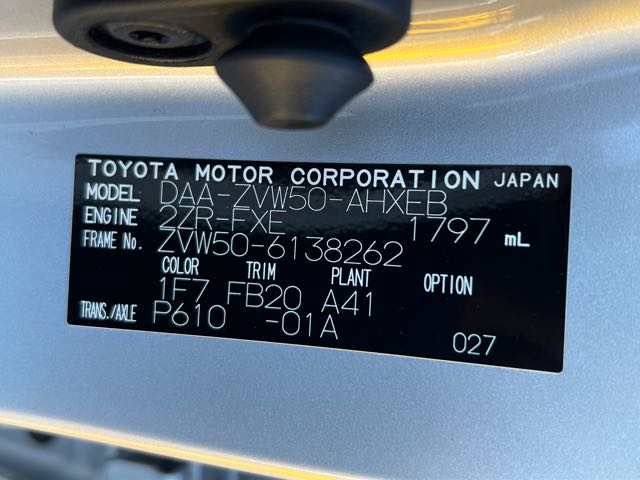 TOYOTA MOTOR CORPORATION JAPAN
MODEL DAA-ZVW50-AHXEB
ENGINE 2ZR-FXE 1797 mL
FRAME No. ZVW50-6138262
COLOR TRIM PLANT OPTION
1F7 FB20 A41
TRANS./AXLE P610 -01A
027